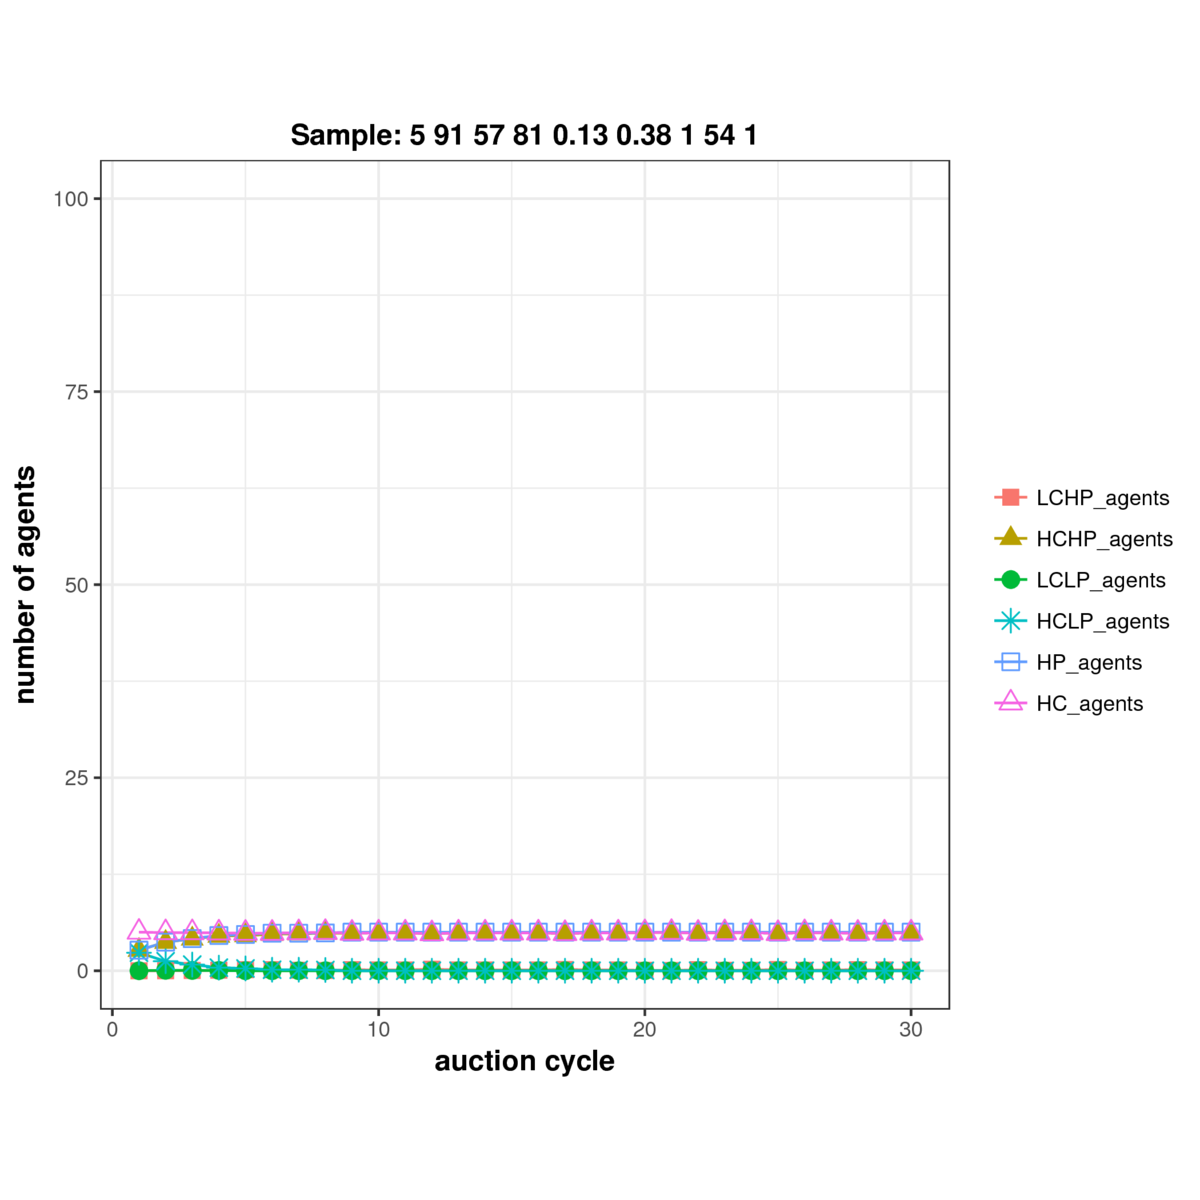 Sample: 5 91 57 81 0.13 0.38 1 54 1
100
75
50
25
0
number of agents
0
10
20
30
auction cycle
LCHP_agents
HCHP_agents
LCLP_agents
HCLP_agents
HP_agents
HC_agents